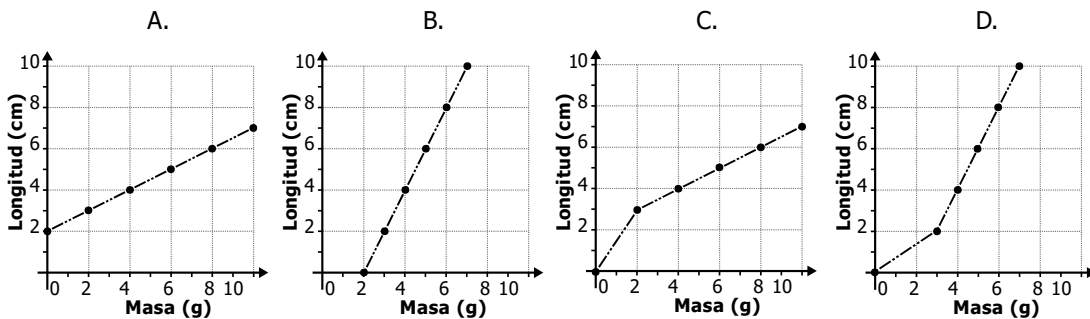 A. B. C. D.
10 10 10 10
8 8 8 8
6 6 6 6
4 4 4 4
2 2 2 2
Longitud (cm) Longitud (cm) Longitud (cm) Longitud (cm)
0 2 4 6 8 10 0 2 4 6 8 10 0 2 4 6 8 10 0 2 4 6 8 10
Masa (g) Masa (g) Masa (g) Masa (g)